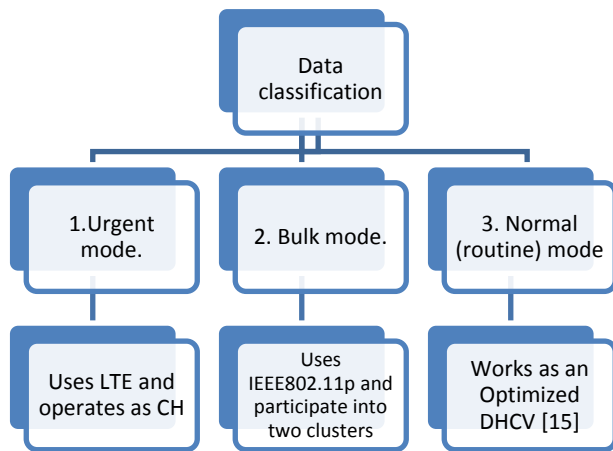 Data
classification
1.Urgent
mode.
2. Bulk mode.
3. Normal
(routine) mode
Uses LTE and
operates as CH
Uses
IEEE802.11p and
participate into
two clusters
Works as an
Optimized
DHCV [15]